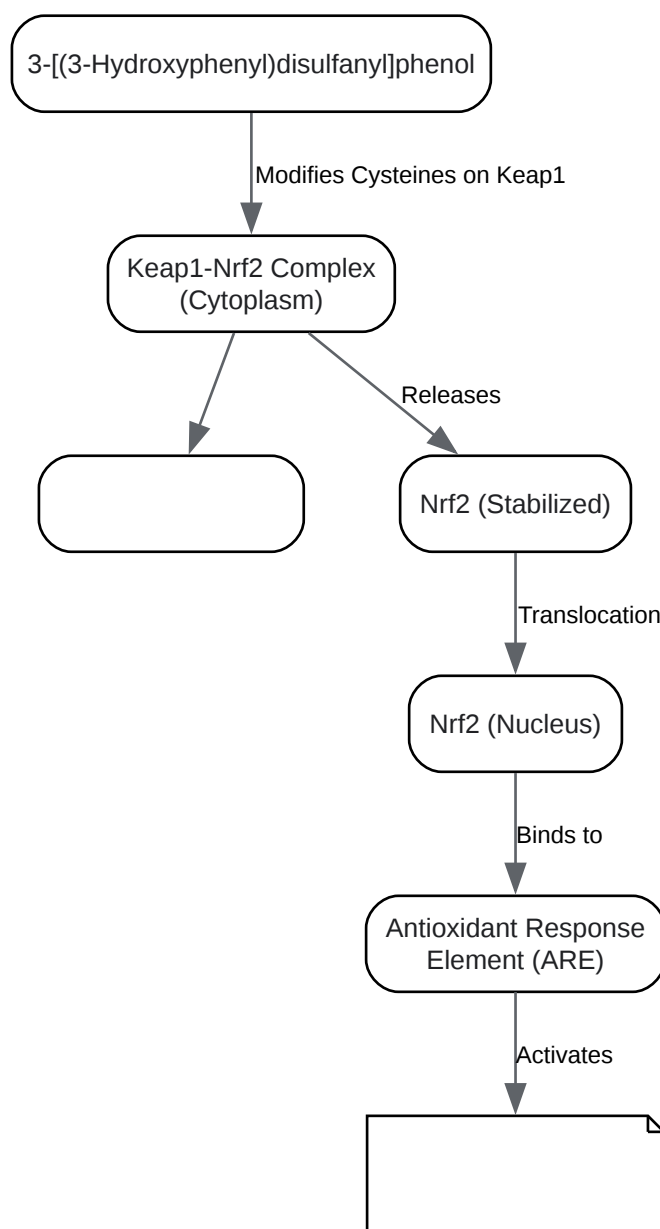 3-[(3-Hydroxyphenyl)disulfanyl]phenol
Modifies Cysteines on Keap1
Keap1-Nrf2 Complex
(Cytoplasm)
Releases
Nrf2 (Stabilized)
Translocation
Nrf2 (Nucleus)
Binds to
Antioxidant Response
Element (ARE)
Activates